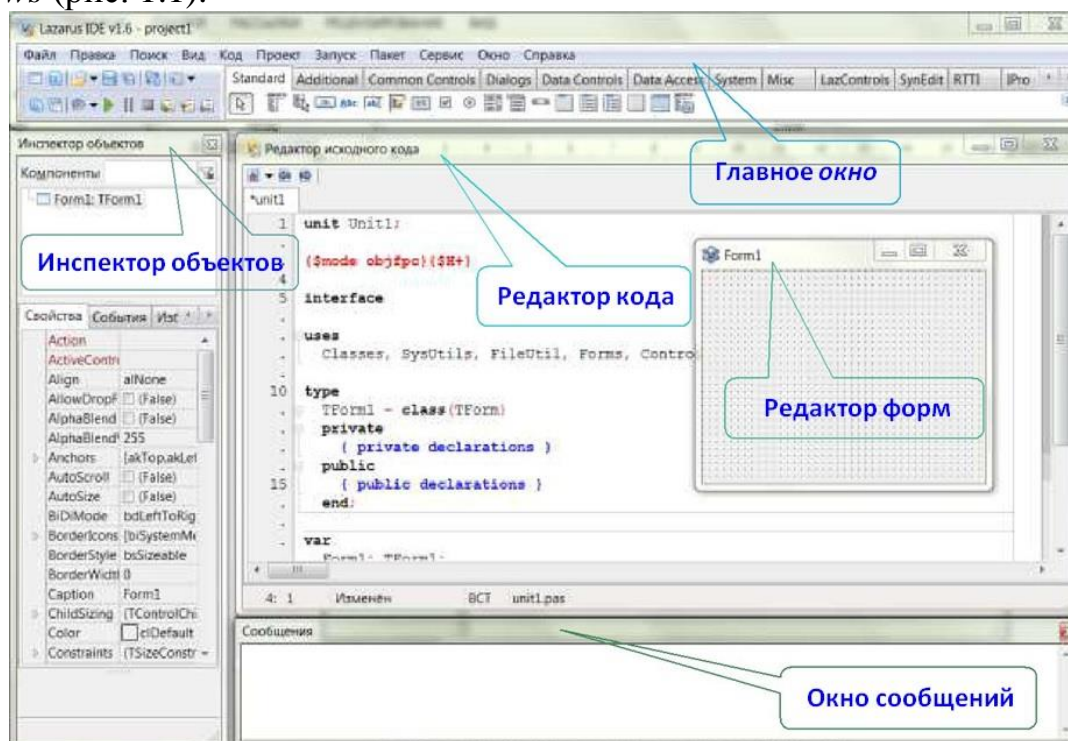 ws (рис. 1.1).
Lazarus IDE v1.6 - project1
Файл Правка Поиск Вид Код Проект Запуск Пакет Сервис Окно Справка
Standard Additional Common Controls Dialogs Data Controls Data Access System Misc LazControls SynEdit RTTI IPro
Главное окно
Инспектор объектов
Компоненты
Form1: TForm1
Инспектор объектов
Свойства События Изб
Action
ActiveContr
Align alNone
AllowDropF (False)
AlphaBlend (False)
AlphaBlend 255
Anchors [akTop,akLef
AutoScroll (False)
AutoSize (False)
BiDiMode bdLeftToRig
BorderIcons [biSystemMe
BorderStyle bsSizeable
BorderWidtl 0
Caption Form1
ChildSizing (TControlChi
Color clDefault
Constraints (TSizeConstr
Редактор исходного кода
*unit1
1 unit Unit1;
{$mode objfpc}{$H+}
4
5 interface
uses
Classes, SysUtils, FileUtil, Forms, Contro
10 type
TForm1 = class(TForm)
private
{ private declarations }
public
15 { public declarations }
end;
var
Form1: TForm1;
4: 1 Изменён ВСТ unit1.pas
Редактор кода
Form1
Редактор форм
Сообщения
Окно сообщений